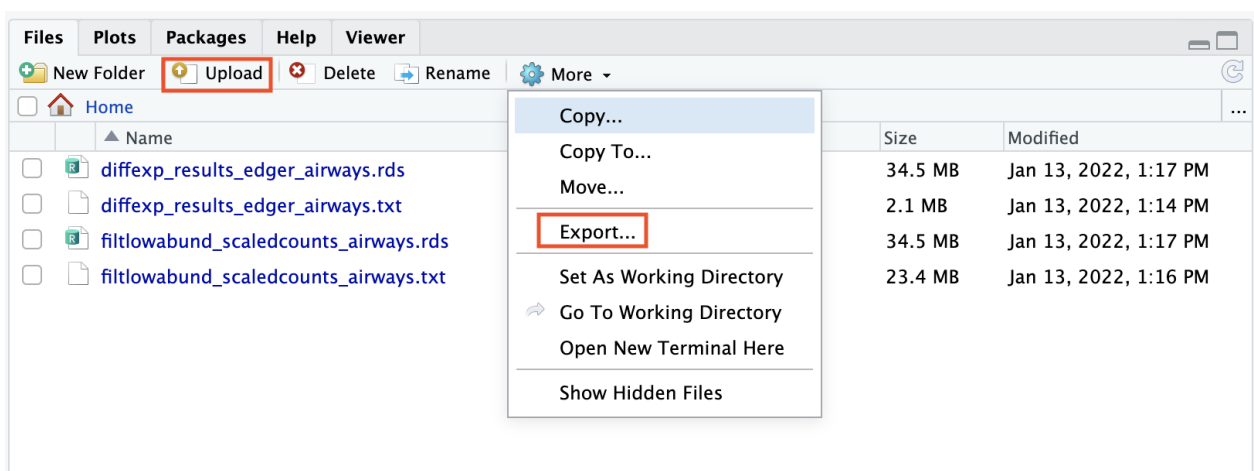 Files Plots Packages Help Viewer
New Folder Upload Delete Rename More
Home ...
Name Size Modified
diffexp_results_edger_airways.rds 34.5 MB Jan 13, 2022, 1:17 PM
diffexp_results_edger_airways.txt 2.1 MB Jan 13, 2022, 1:14 PM
filtlowabund_scaledcounts_airways.rds 34.5 MB Jan 13, 2022, 1:17 PM
filtlowabund_scaledcounts_airways.txt 23.4 MB Jan 13, 2022, 1:16 PM
Copy...
Copy To...
Move...
Export...
Set As Working Directory
Go To Working Directory
Open New Terminal Here
Show Hidden Files